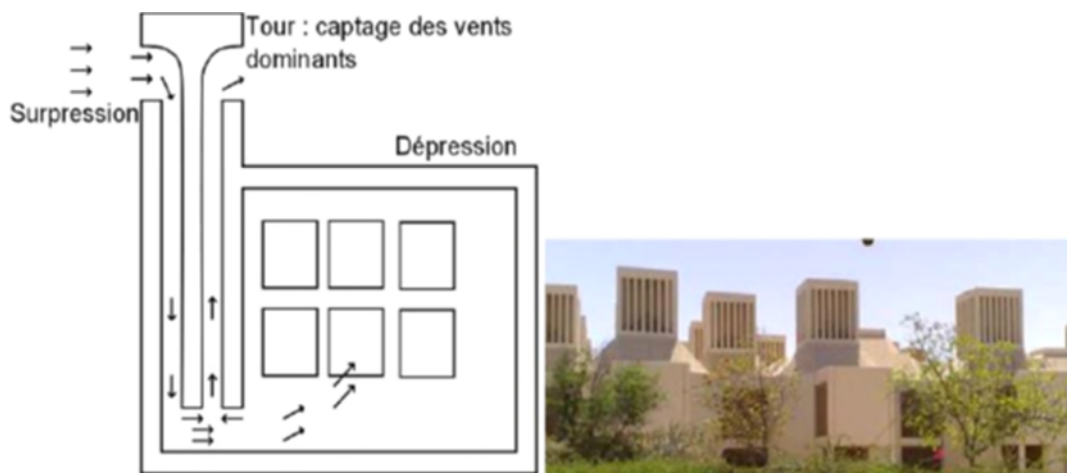 Tour : captage des vents
dominants
Surpression
Dépression